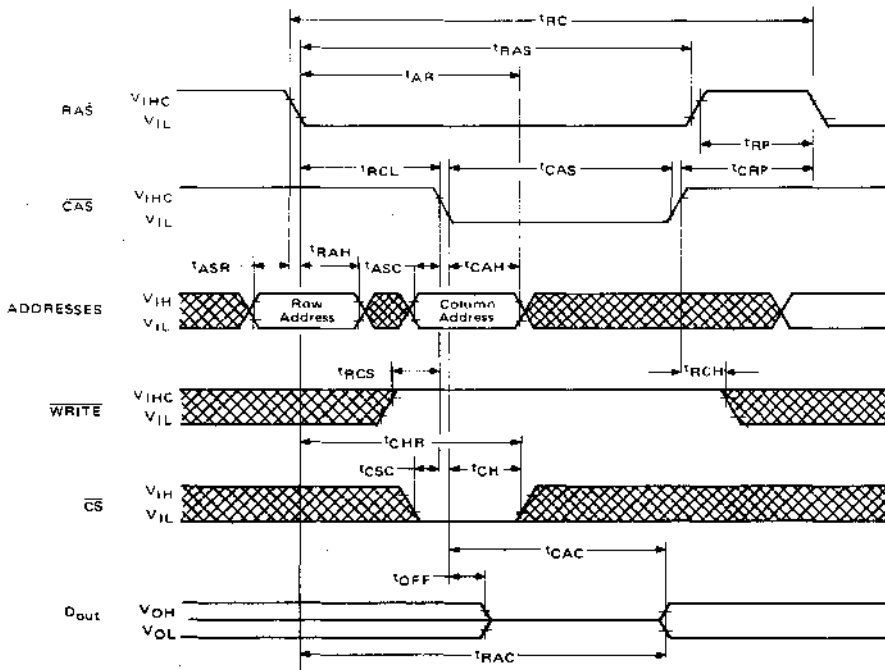 tRC
tRAS
tAR
RAS
VIHC
VIL
tRP
tRCL
tCAS
tCRP
CAS
VIHC
VIL
tASR
tRAH
tASC
tCAH
ADDRESSES
VIH
VIL
Row
Address
Column
Address
tRCS
tRCH
WRITE
VIHC
VIL
tCHR
tCSC
tCH
CS
VIH
VIL
tCAC
tOFF
Dout
VOH
VOL
tRAC